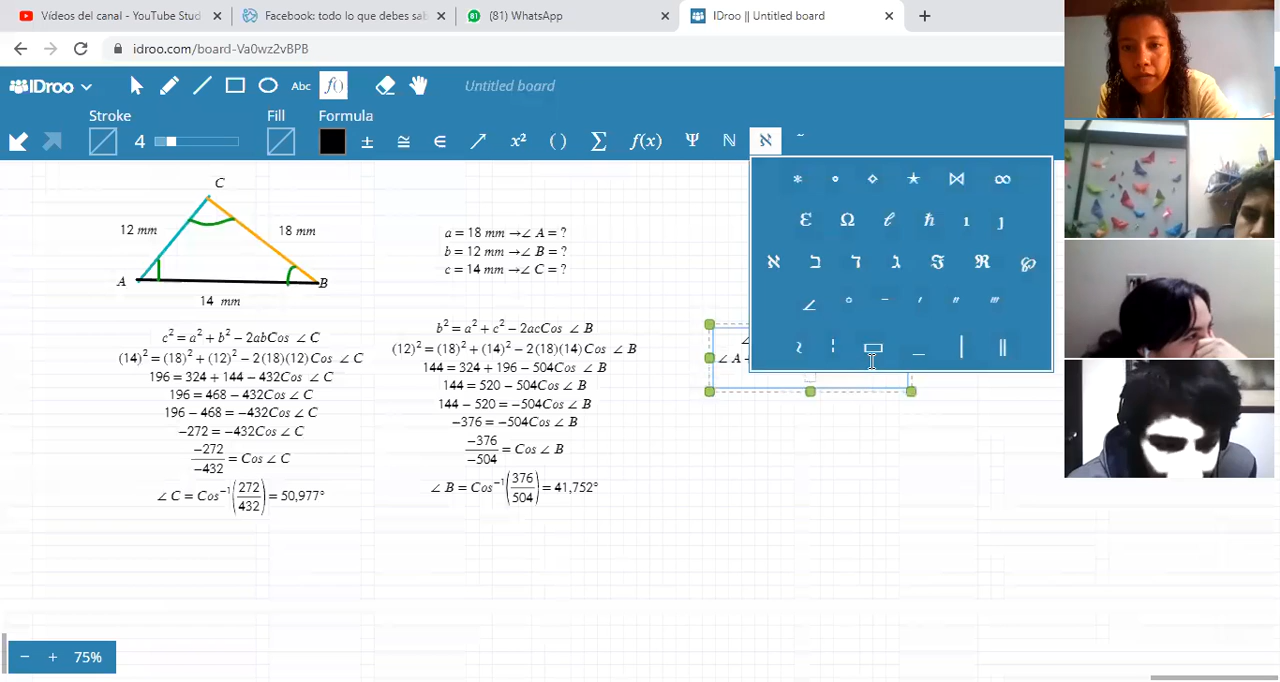 Vídeos del canal - YouTube Stud
Facebook: todo lo que debes sab
81
(81) WhatsApp
IDroo || Untitled board
idroo.com/board-Va0wz2vBPB
IDroo
Abc
f()
Untitled board
Stroke
Fill
Formula
4
± ≅ ∈ ↗ x² ( ) ∑ f(x) Ψ ℕ ℵ ~
* ∘ ⋄ ★ ⋈ ∞
ℇ Ω ℓ ℏ ı ȷ
ℵ ℶ ℸ ℷ ℑ ℜ ℘
∠ ° ‾ ′ ″ ‴
≀ ¦ ▭ _ | ‖
C
12 mm
18 mm
A
B
14 mm
a = 18 mm →∠ A = ?
b = 12 mm →∠ B = ?
c = 14 mm →∠ C = ?
c² = a² + b² − 2abCos ∠ C
(14)² = (18)² + (12)² − 2(18)(12)Cos ∠ C
196 = 324 + 144 − 432Cos ∠ C
196 = 468 − 432Cos ∠ C
196 − 468 = −432Cos ∠ C
−272 = −432Cos ∠ C
−272/−432 = Cos ∠ C
∠ C = Cos⁻¹(272/432) = 50,977°
b² = a² + c² − 2acCos ∠ B
(12)² = (18)² + (14)² − 2(18)(14)Cos ∠ B
144 = 324 + 196 − 504Cos ∠ B
144 = 520 − 504Cos ∠ B
144 − 520 = −504Cos ∠ B
−376 = −504Cos ∠ B
−376/−504 = Cos ∠ B
∠ B = Cos⁻¹(376/504) = 41,752°
∠
∠ A +
− + 75%